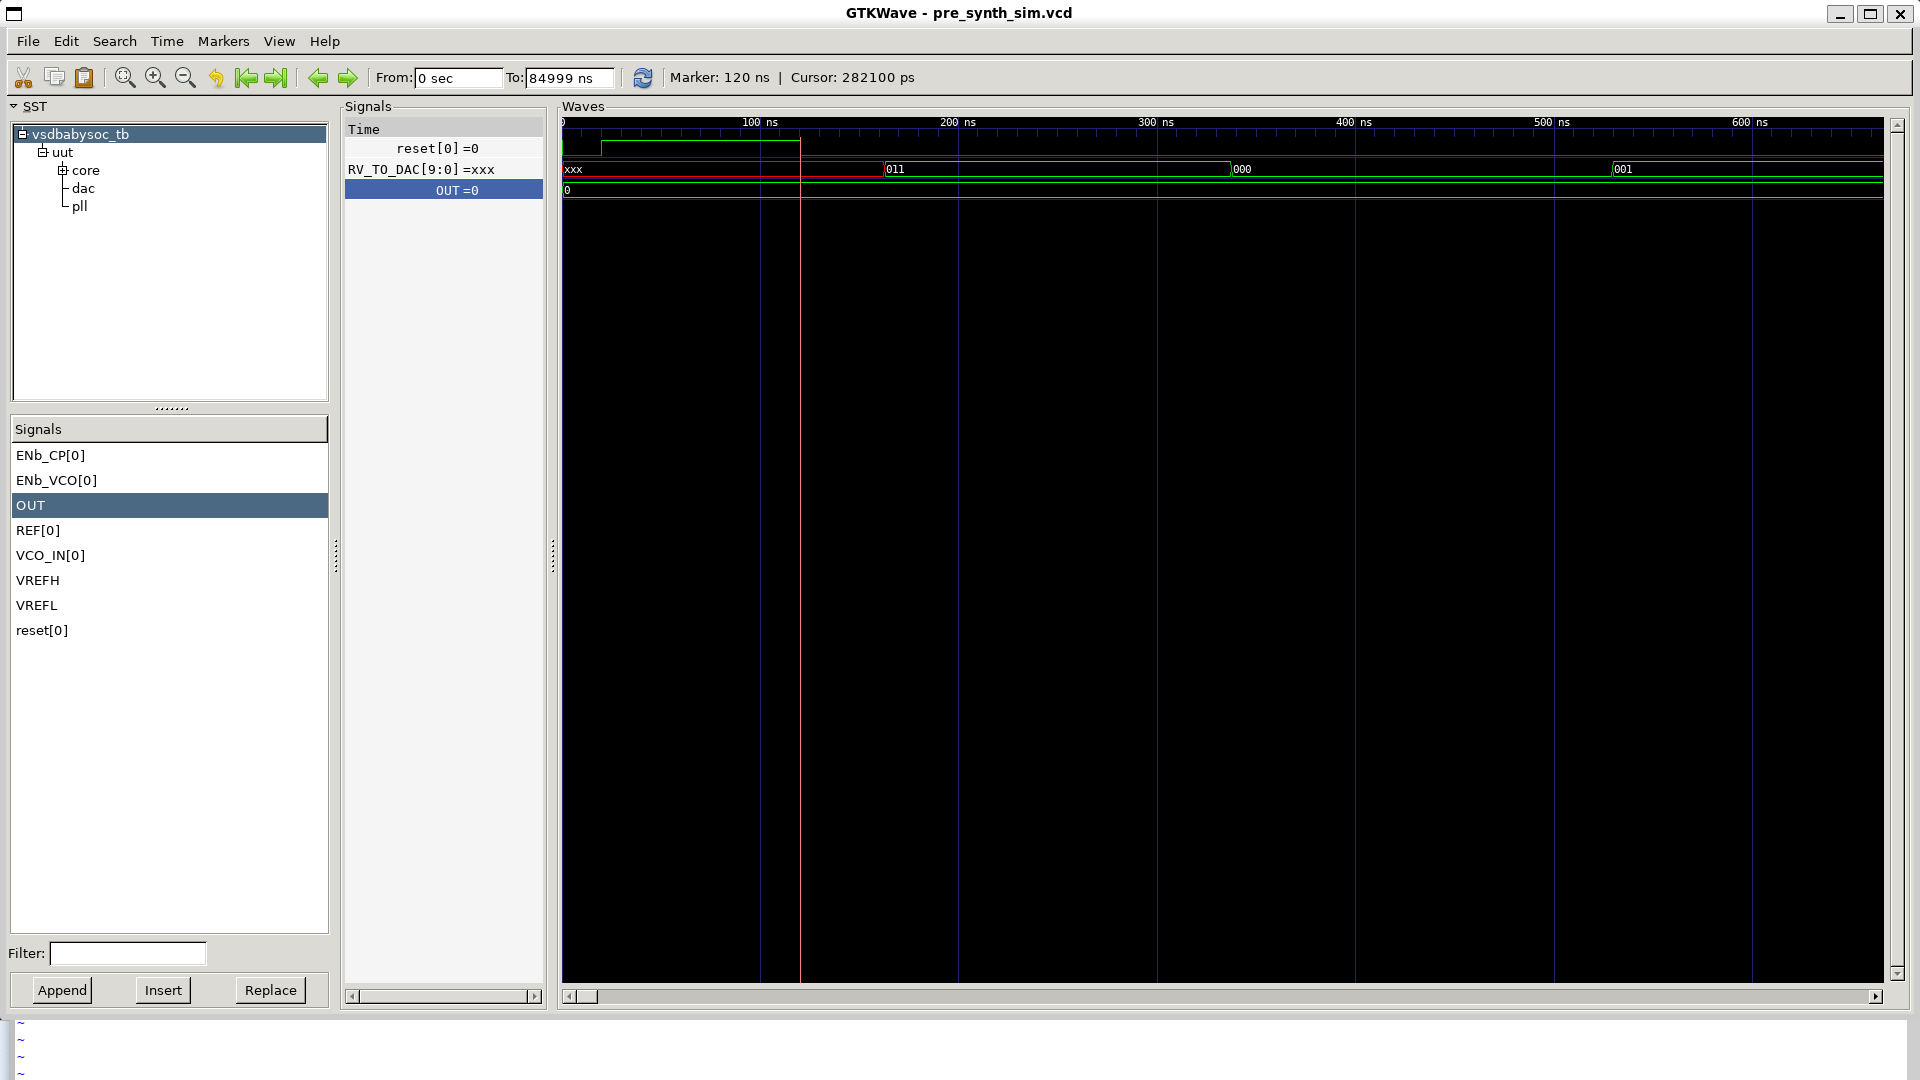 GTKWave - pre_synth_sim.vcd
File Edit Search Time Markers View Help
From: 0 sec To: 84999 ns Marker: 120 ns | Cursor: 282100 ps
SST
vsdbabysoc_tb
uut
core
dac
pll
Signals
ENb_CP[0]
ENb_VCO[0]
OUT
REF[0]
VCO_IN[0]
VREFH
VREFL
reset[0]
Filter:
Append Insert Replace
Signals
Time
reset[0] =0
RV_TO_DAC[9:0] =xxx
OUT =0
Waves
0 100 ns 200 ns 300 ns 400 ns 500 ns 600 ns
xxx 011 000 001
0
~
~
~
~